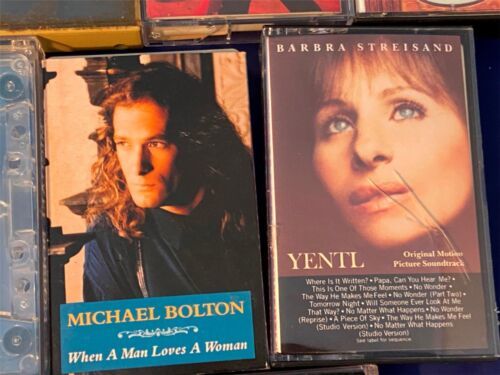 MICHAEL BOLTON
When A Man Loves A Woman
BARBRA STREISAND
YENTL
Original Motion
Picture Soundtrack
Where Is It Written? • Papa, Can You Hear Me? •
This Is One Of Those Moments • No Wonder •
The Way He Makes Me Feel • No Wonder (Part Two) •
Tomorrow Night • Will Someone Ever Look At Me
That Way? • No Matter What Happens • No Wonder
(Reprise) • A Piece Of Sky • The Way He Makes Me Feel
(Studio Version) • No Matter What Happens
(Studio Version)
See label for sequence.